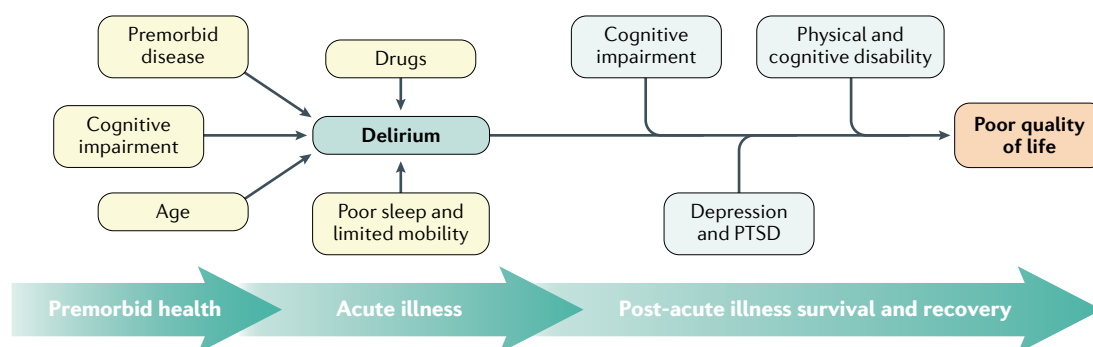 Premorbid
disease
Cognitive
impairment
Age
Drugs
Delirium
Poor sleep and
limited mobility
Cognitive
impairment
Physical and
cognitive disability
Depression
and PTSD
Poor quality
of life
Premorbid health
Acute illness
Post-acute illness survival and recovery